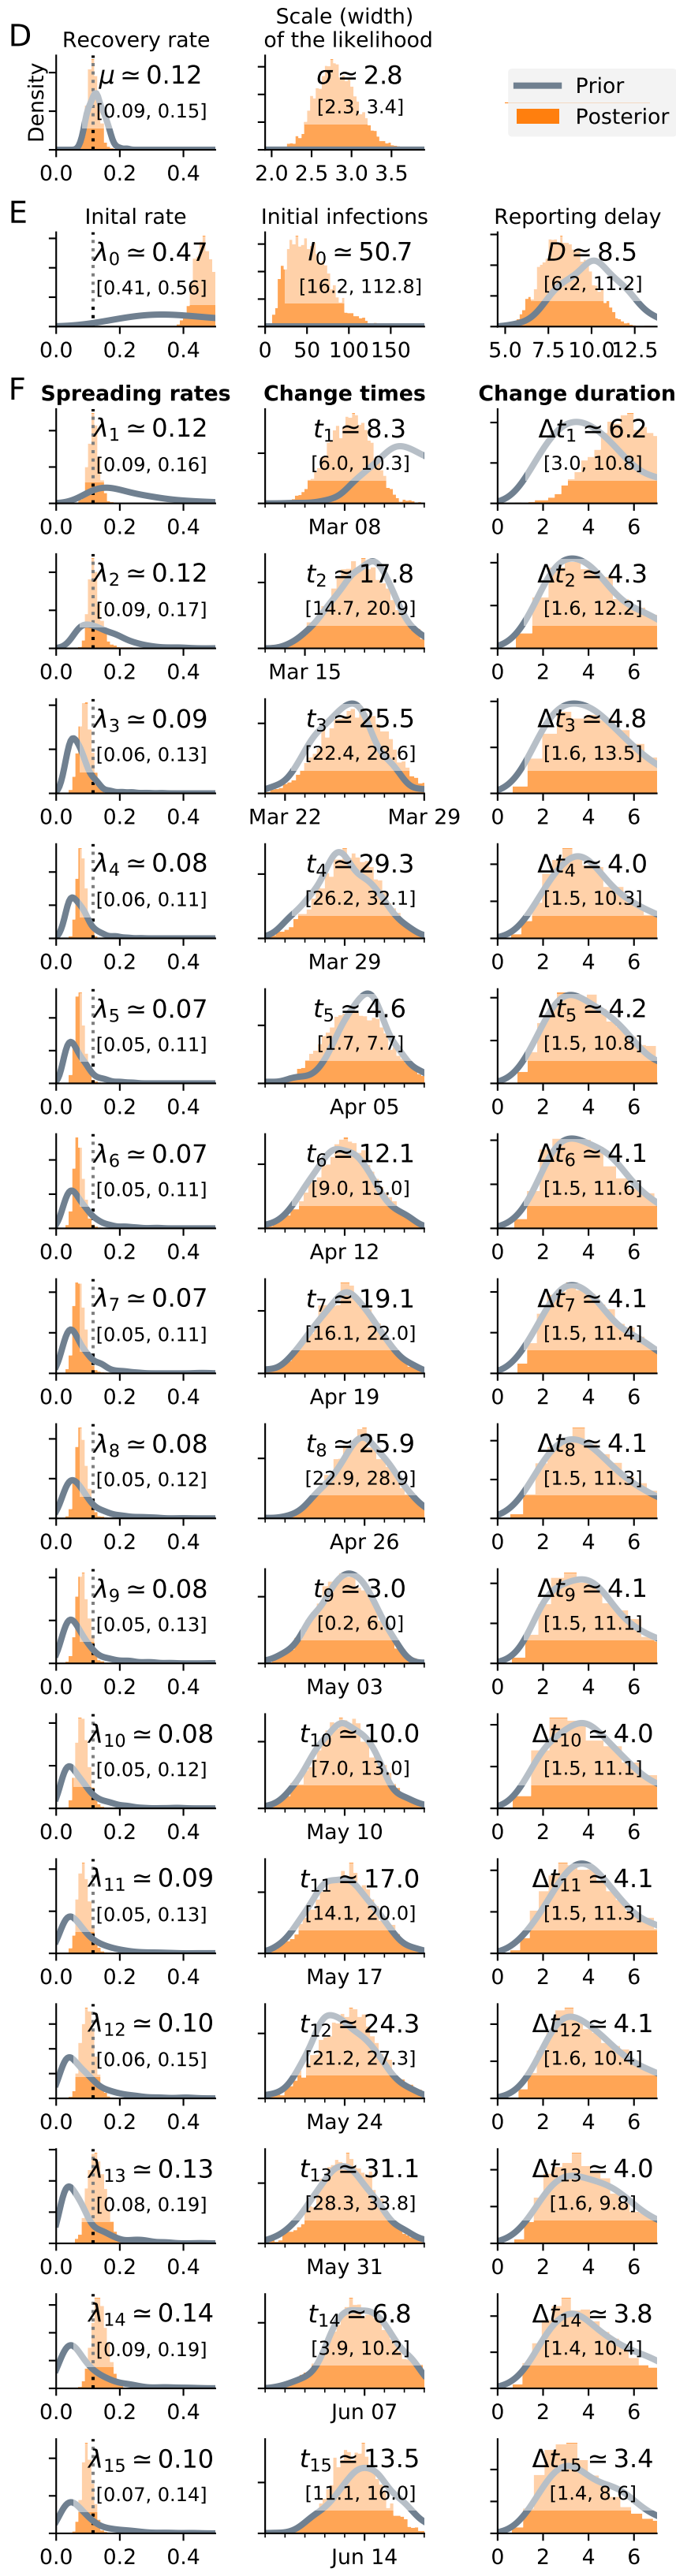 D
Recovery rate
Scale (width)
of the likelihood
Density
μ ≃ 0.12
[0.09, 0.15]
σ ≃ 2.8
[2.3, 3.4]
Prior
Posterior
0.0 0.2 0.4
2.0 2.5 3.0 3.5
E
Inital rate
Initial infections
Reporting delay
λ0 ≃ 0.47
[0.41, 0.56]
I0 ≃ 50.7
[16.2, 112.8]
D ≃ 8.5
[6.2, 11.2]
0.0 0.2 0.4
0 50 100 150
5.0 7.5 10.0 12.5
F
Spreading rates
Change times
Change duration
λ1 ≃ 0.12
[0.09, 0.16]
t1 ≃ 8.3
[6.0, 10.3]
Δt1 ≃ 6.2
[3.0, 10.8]
0.0 0.2 0.4
Mar 08
0 2 4 6
λ2 ≃ 0.12
[0.09, 0.17]
t2 ≃ 17.8
[14.7, 20.9]
Δt2 ≃ 4.3
[1.6, 12.2]
0.0 0.2 0.4
Mar 15
0 2 4 6
λ3 ≃ 0.09
[0.06, 0.13]
t3 ≃ 25.5
[22.4, 28.6]
Δt3 ≃ 4.8
[1.6, 13.5]
0.0 0.2 0.4
Mar 22 Mar 29
0 2 4 6
λ4 ≃ 0.08
[0.06, 0.11]
t4 ≃ 29.3
[26.2, 32.1]
Δt4 ≃ 4.0
[1.5, 10.3]
0.0 0.2 0.4
Mar 29
0 2 4 6
λ5 ≃ 0.07
[0.05, 0.11]
t5 ≃ 4.6
[1.7, 7.7]
Δt5 ≃ 4.2
[1.5, 10.8]
0.0 0.2 0.4
Apr 05
0 2 4 6
λ6 ≃ 0.07
[0.05, 0.11]
t6 ≃ 12.1
[9.0, 15.0]
Δt6 ≃ 4.1
[1.5, 11.6]
0.0 0.2 0.4
Apr 12
0 2 4 6
λ7 ≃ 0.07
[0.05, 0.11]
t7 ≃ 19.1
[16.1, 22.0]
Δt7 ≃ 4.1
[1.5, 11.4]
0.0 0.2 0.4
Apr 19
0 2 4 6
λ8 ≃ 0.08
[0.05, 0.12]
t8 ≃ 25.9
[22.9, 28.9]
Δt8 ≃ 4.1
[1.5, 11.3]
0.0 0.2 0.4
Apr 26
0 2 4 6
λ9 ≃ 0.08
[0.05, 0.13]
t9 ≃ 3.0
[0.2, 6.0]
Δt9 ≃ 4.1
[1.5, 11.1]
0.0 0.2 0.4
May 03
0 2 4 6
λ10 ≃ 0.08
[0.05, 0.12]
t10 ≃ 10.0
[7.0, 13.0]
Δt10 ≃ 4.0
[1.5, 11.1]
0.0 0.2 0.4
May 10
0 2 4 6
λ11 ≃ 0.09
[0.05, 0.13]
t11 ≃ 17.0
[14.1, 20.0]
Δt11 ≃ 4.1
[1.5, 11.3]
0.0 0.2 0.4
May 17
0 2 4 6
λ12 ≃ 0.10
[0.06, 0.15]
t12 ≃ 24.3
[21.2, 27.3]
Δt12 ≃ 4.1
[1.6, 10.4]
0.0 0.2 0.4
May 24
0 2 4 6
λ13 ≃ 0.13
[0.08, 0.19]
t13 ≃ 31.1
[28.3, 33.8]
Δt13 ≃ 4.0
[1.6, 9.8]
0.0 0.2 0.4
May 31
0 2 4 6
λ14 ≃ 0.14
[0.09, 0.19]
t14 ≃ 6.8
[3.9, 10.2]
Δt14 ≃ 3.8
[1.4, 10.4]
0.0 0.2 0.4
Jun 07
0 2 4 6
λ15 ≃ 0.10
[0.07, 0.14]
t15 ≃ 13.5
[11.1, 16.0]
Δt15 ≃ 3.4
[1.4, 8.6]
0.0 0.2 0.4
Jun 14
0 2 4 6